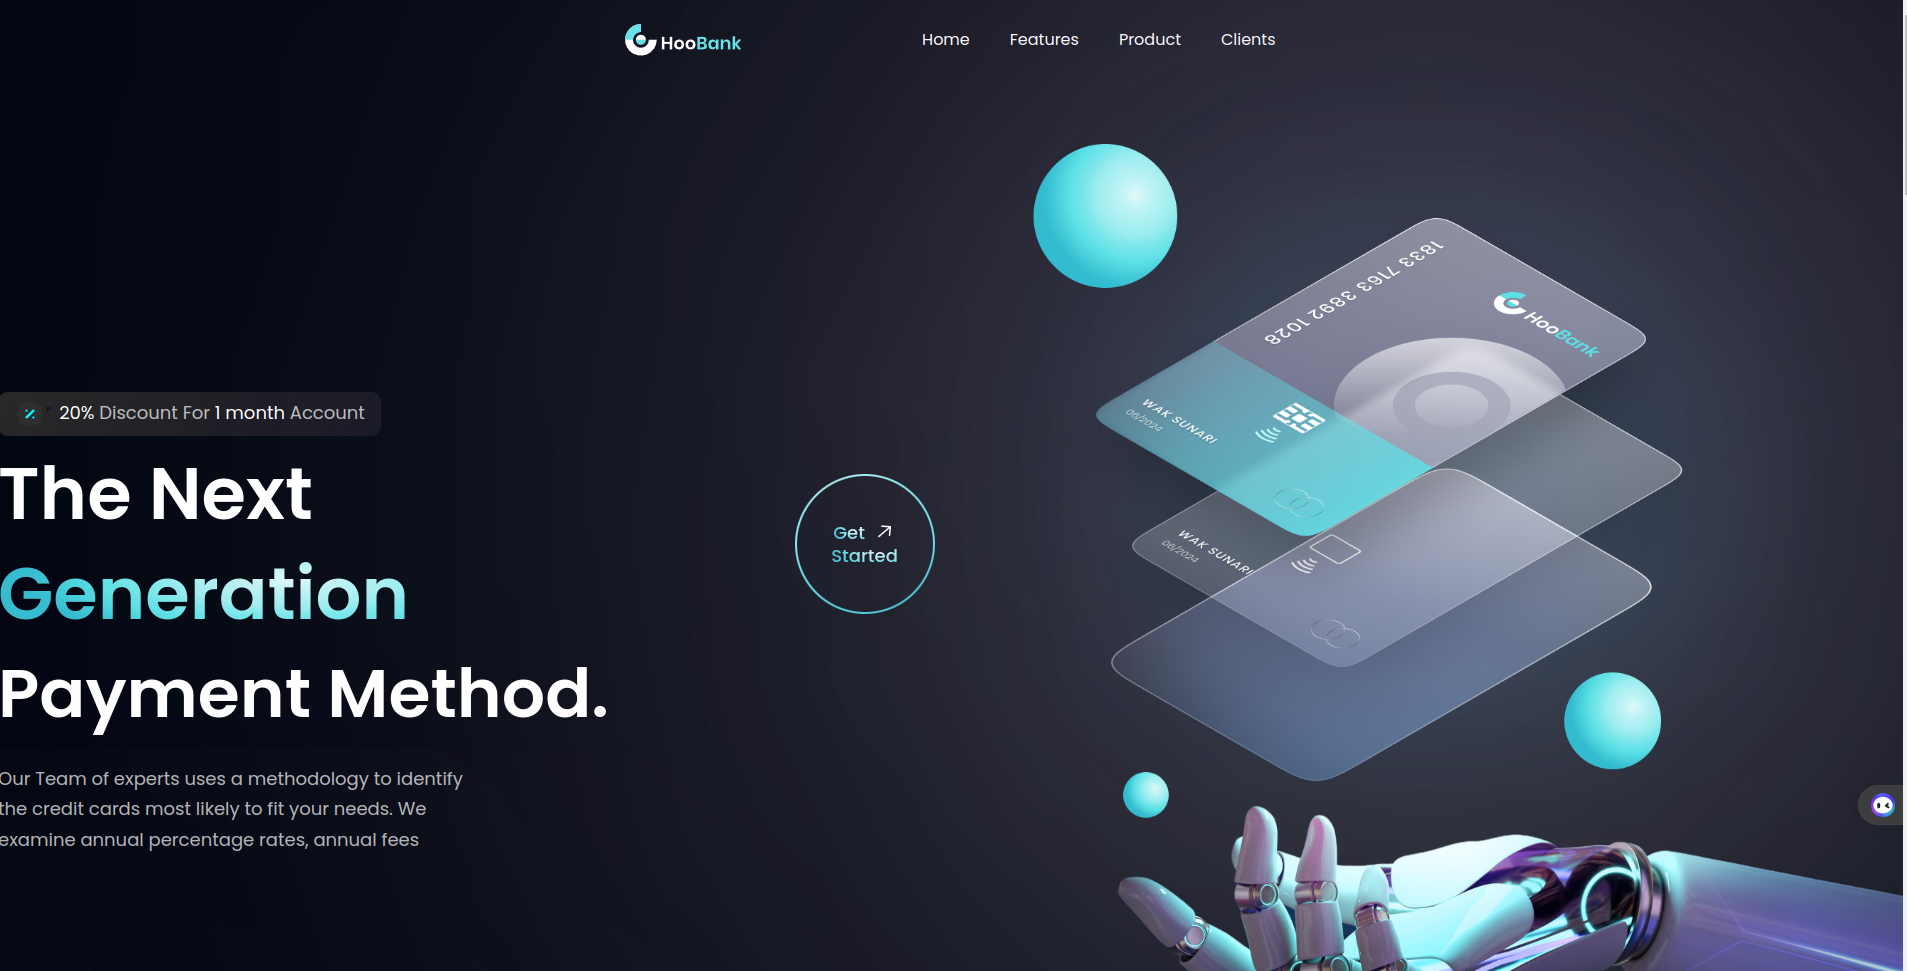 HooBank
Home Features Product Clients
1833 7163 3892 1028
HooBank
WAK SUNARI
06/2024
WAK SUNARI
06/2024
20% Discount For 1 month Account
The Next
Generation
Payment Method.
Get
Started
Our Team of experts uses a methodology to identify
the credit cards most likely to fit your needs. We
examine annual percentage rates, annual fees